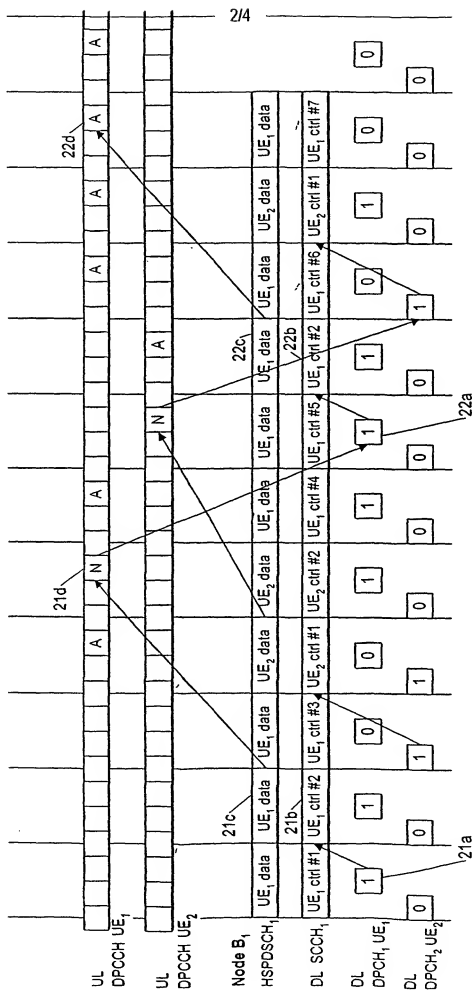 2/4
UL
DPCCH UE₁
A N A A A A A
21d
22d
UL
DPCCH UE₂
N A
Node B₁
HSPDSCH₁
21c
22c
UE₁ data UE₁ data UE₁ data UE₂ data UE₂ data UE₁ data UE₁ data UE₁ data UE₁ data UE₂ data UE₁ data
21b
22b
DL SCCH₁
UE₁ ctrl #1 UE₁ ctrl #2 UE₁ ctrl #3 UE₂ ctrl #1 UE₂ ctrl #2 UE₁ ctrl #4 UE₁ ctrl #5 UE₁ ctrl #2 UE₁ ctrl #6 UE₂ ctrl #1 UE₁ ctrl #7
DL
DPCH₁ UE₁
1 1 0 0 1 1 1 1 0 1 0 0
DL
DPCH₂ UE₂
0 0 1 1 0 0 0 0 1 0 0 0
21a
22a